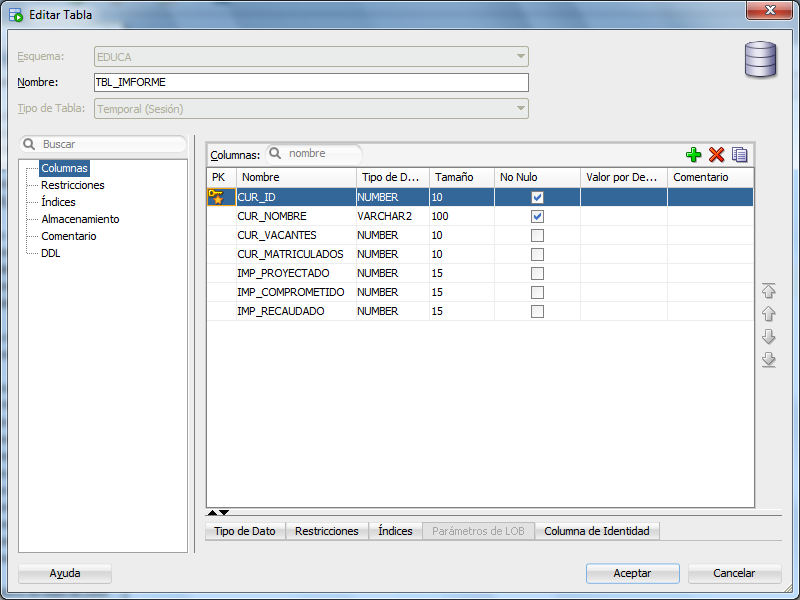 Editar Tabla
Esquema: EDUCA
Nombre: TBL_IMFORME
Tipo de Tabla: Temporal (Sesión)
Buscar
Columnas
Restricciones
Índices
Almacenamiento
Comentario
DDL
Columnas: nombre
PK Nombre Tipo de D... Tamaño No Nulo Valor por De... Comentario
CUR_ID NUMBER 10
CUR_NOMBRE VARCHAR2 100
CUR_VACANTES NUMBER 10
CUR_MATRICULADOS NUMBER 10
IMP_PROYECTADO NUMBER 15
IMP_COMPROMETIDO NUMBER 15
IMP_RECAUDADO NUMBER 15
Tipo de Dato Restricciones Índices Parámetros de LOB Columna de Identidad
Ayuda Aceptar Cancelar